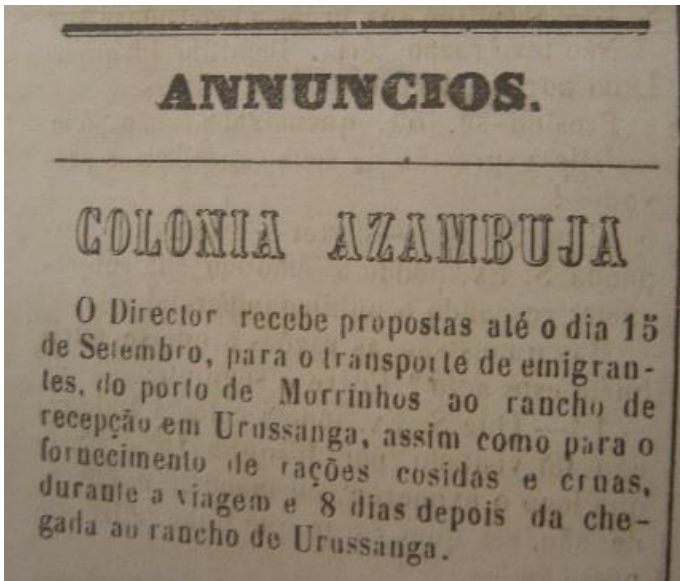 ANNUNCIOS.
COLONIA AZAMBUJA
O Director recebe propostas até o dia 15
de Setembro, para o transporte de emigran-
tes, do porto de Morrinhos ao rancho de
recepção em Urussanga, assim como para o
fornecimento de rações cosidas e cruas,
durante a viagem e 8 dias depois da che-
gada ao rancho de Urussanga.